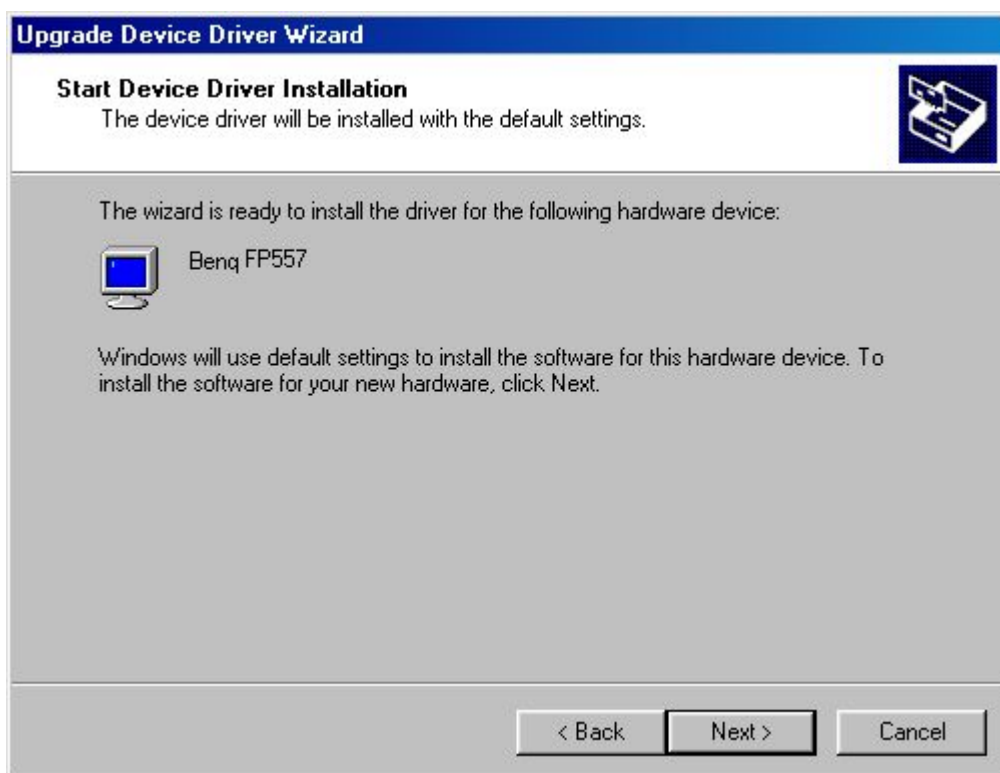 Upgrade Device Driver Wizard
Start Device Driver Installation
The device driver will be installed with the default settings.
The wizard is ready to install the driver for the following hardware device:
Benq FP557
Windows will use default settings to install the software for this hardware device. To
install the software for your new hardware, click Next.
< Back
Next >
Cancel